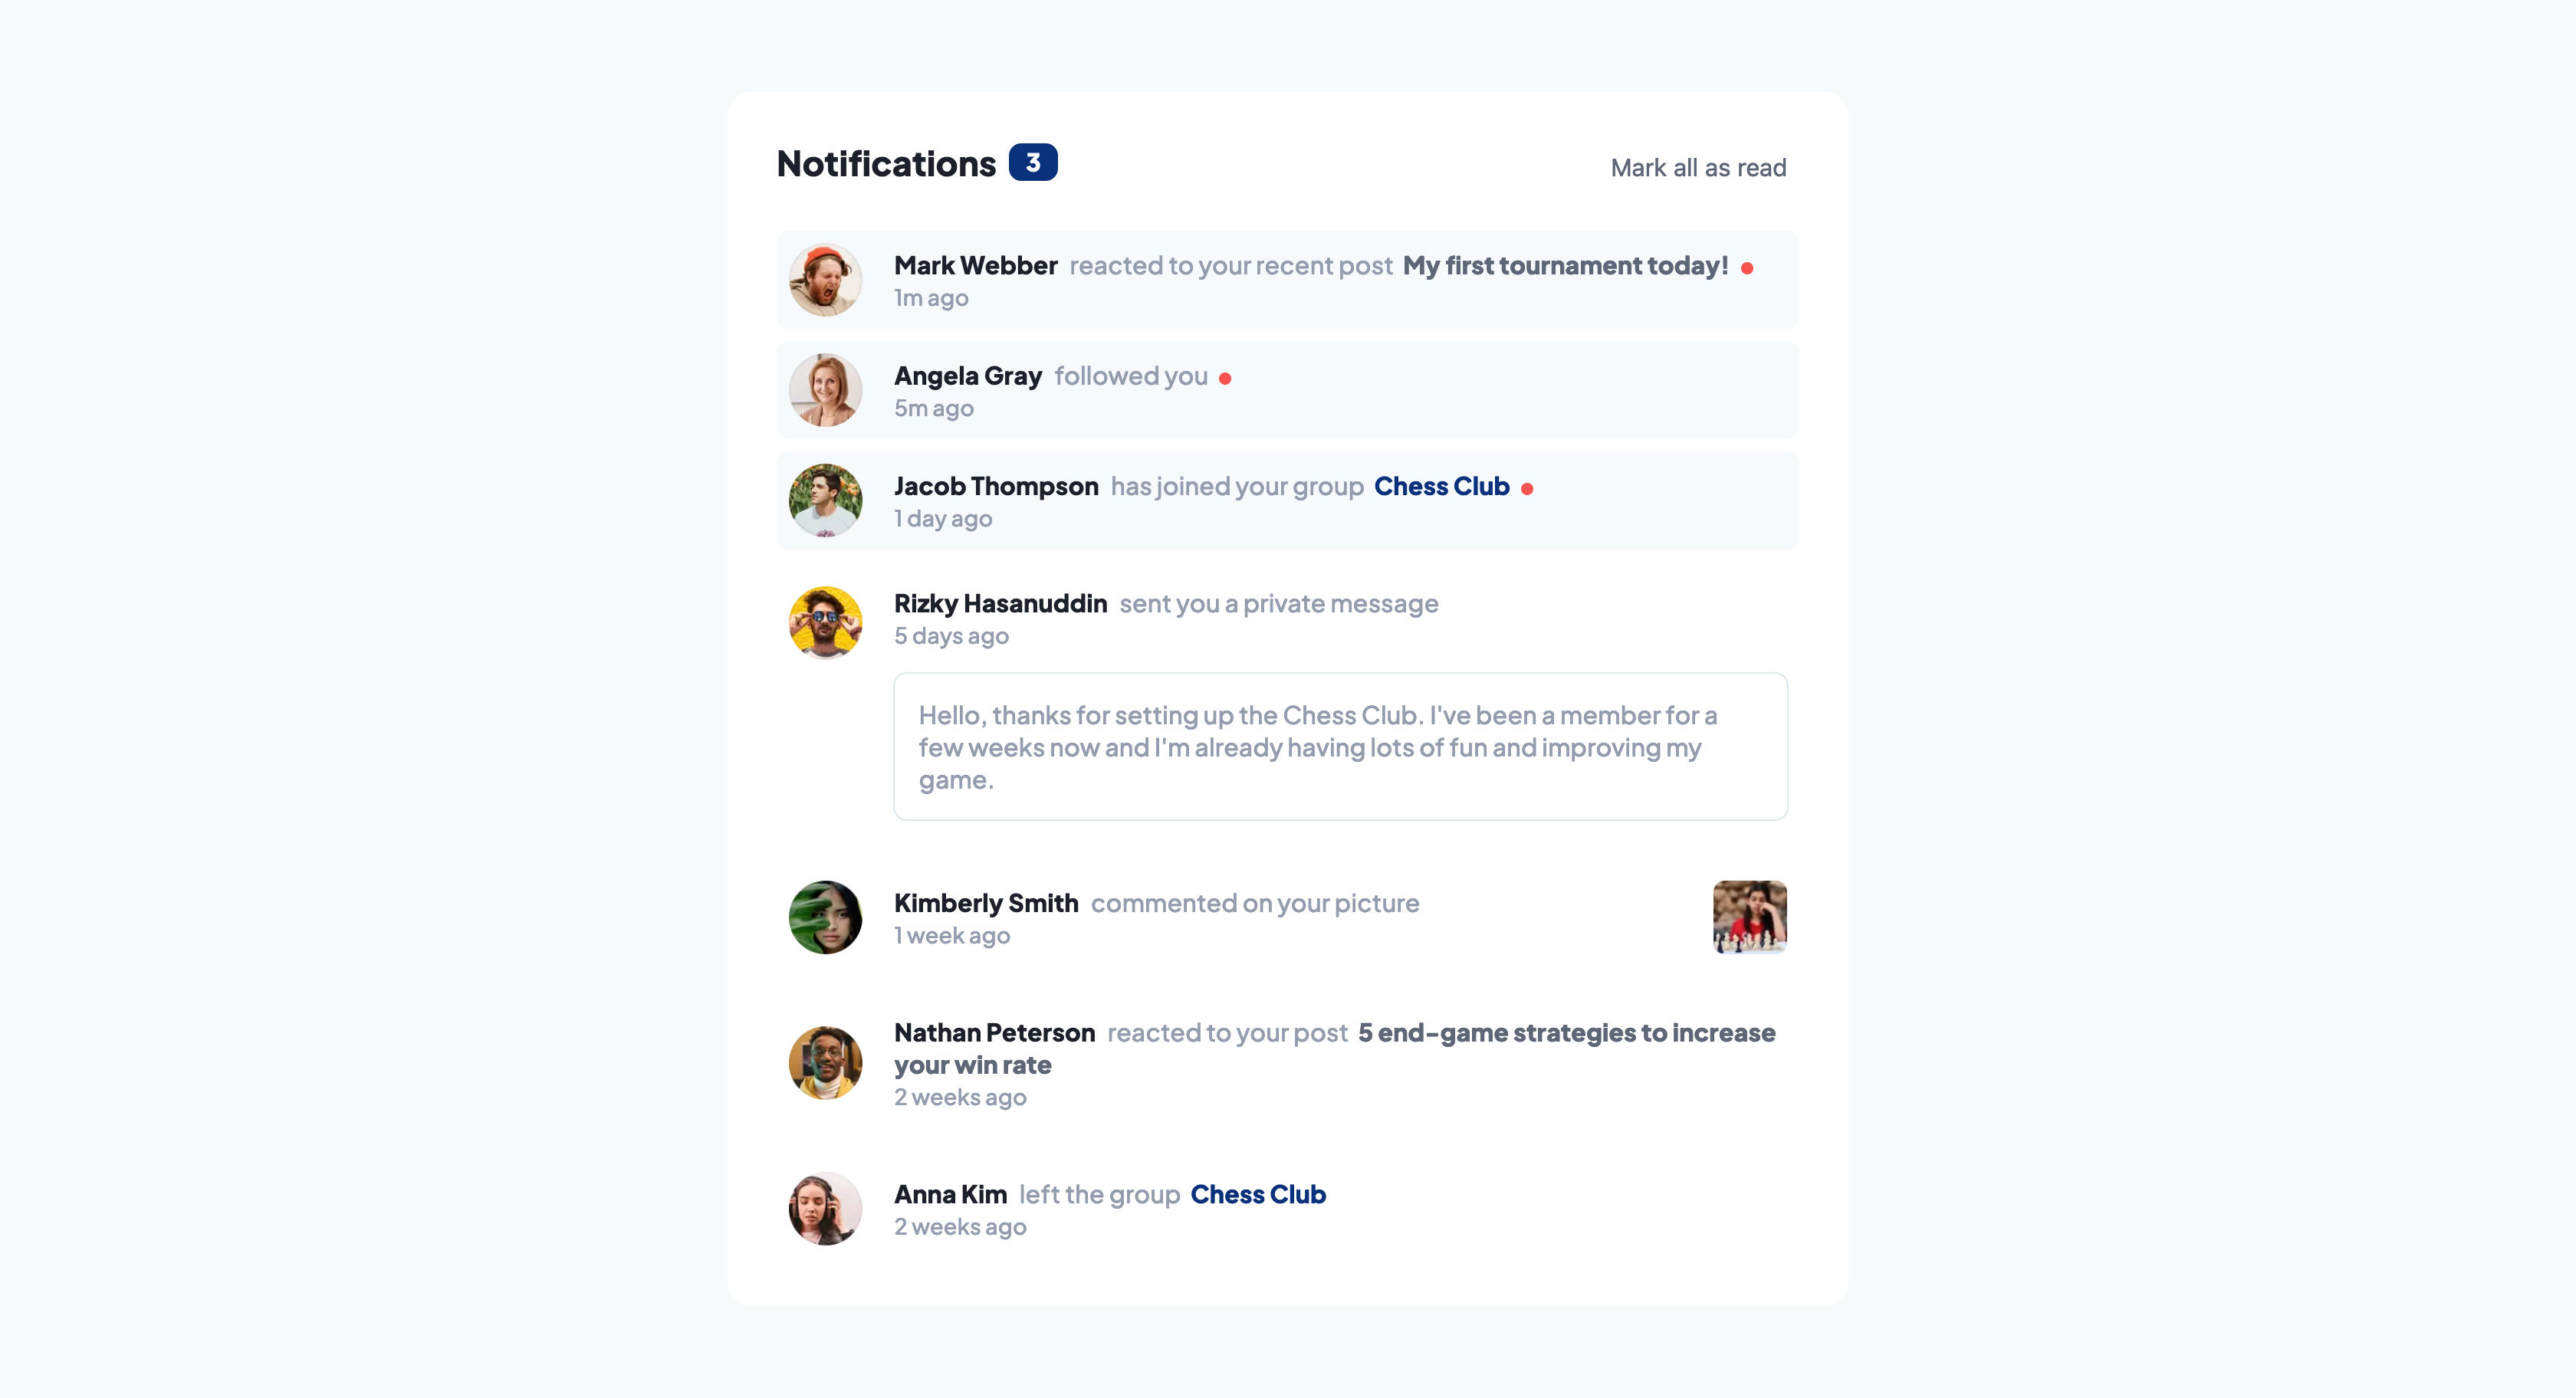 Notifications 3
Mark all as read
Mark Webber reacted to your recent post My first tournament today!
1m ago
Angela Gray followed you
5m ago
Jacob Thompson has joined your group Chess Club
1 day ago
Rizky Hasanuddin sent you a private message
5 days ago
Hello, thanks for setting up the Chess Club. I've been a member for a
few weeks now and I'm already having lots of fun and improving my
game.
Kimberly Smith commented on your picture
1 week ago
Nathan Peterson reacted to your post 5 end-game strategies to increase
your win rate
2 weeks ago
Anna Kim left the group Chess Club
2 weeks ago